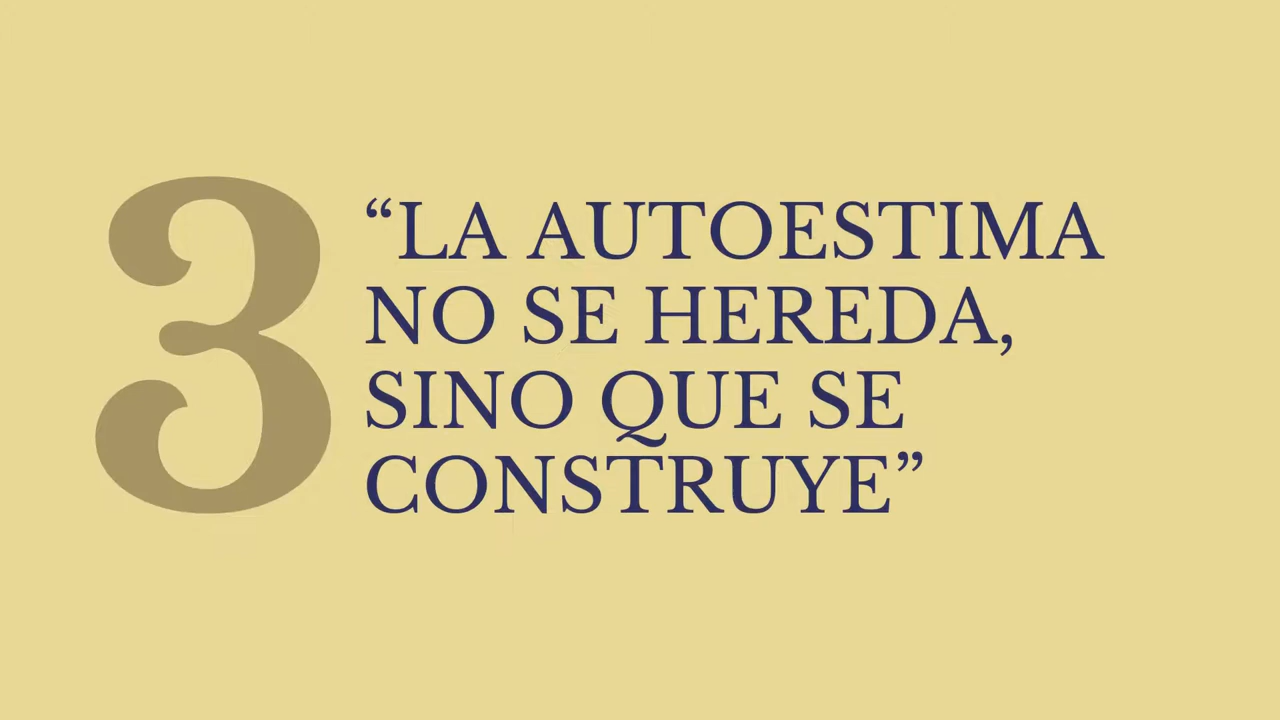 3
“LA AUTOESTIMA
NO SE HEREDA,
SINO QUE SE
CONSTRUYE”